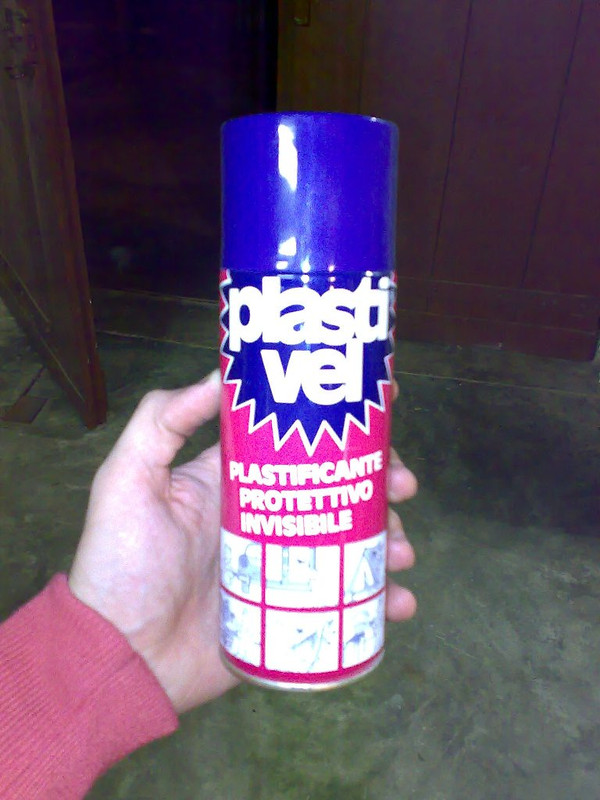 plasti
vel
PLASTIFICANTE
PROTETTIVO
INVISIBILE